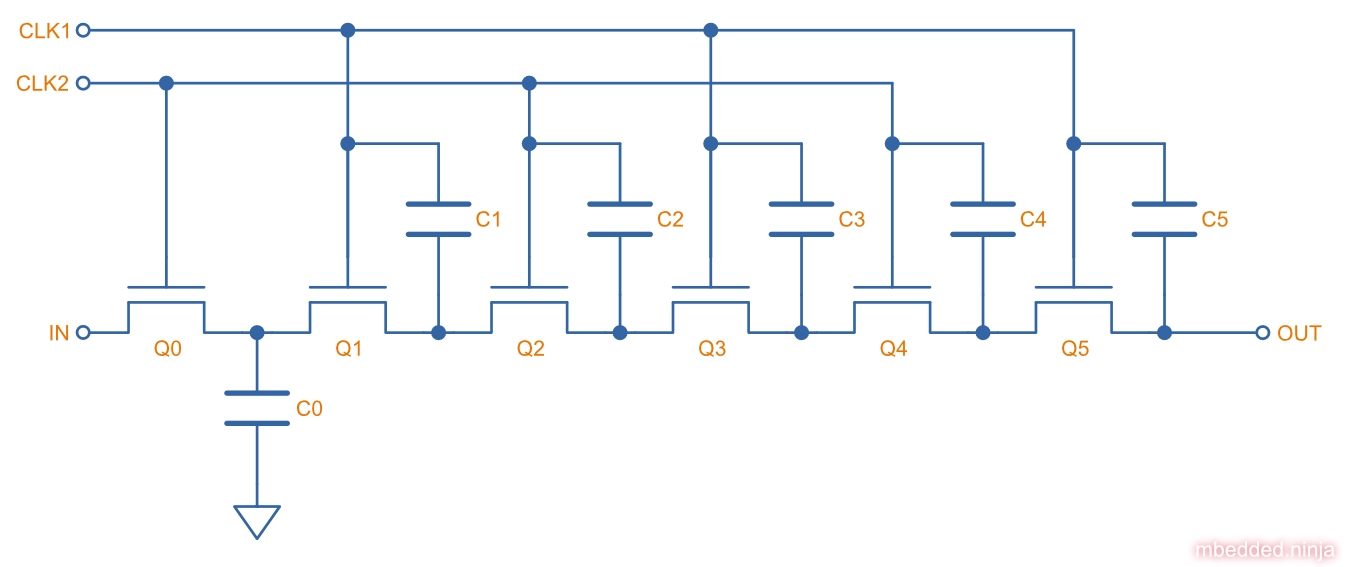 CLK1
CLK2
C1
C2
C3
C4
C5
IN
Q0
Q1
Q2
Q3
Q4
Q5
OUT
C0
mbedded.ninja